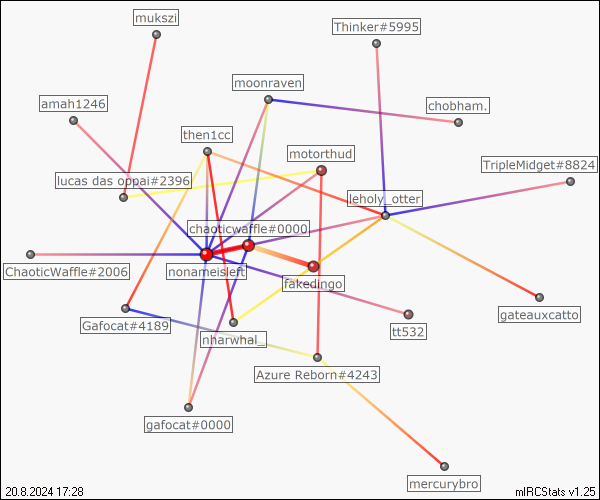 mukszi
Thinker#5995
moonraven
amah1246
chobham.
then1cc
motorthud
TripleMidget#8824
lucas das oppai#2396
leholy_otter
chaoticwaffle#0000
ChaoticWaffle#2006
nonameisleft
fakedingo
gateauxcatto
Gafocat#4189
tt532
nharwhal_
Azure Reborn#4243
gafocat#0000
mercurybro
20.8.2024 17:28
mIRCStats v1.25